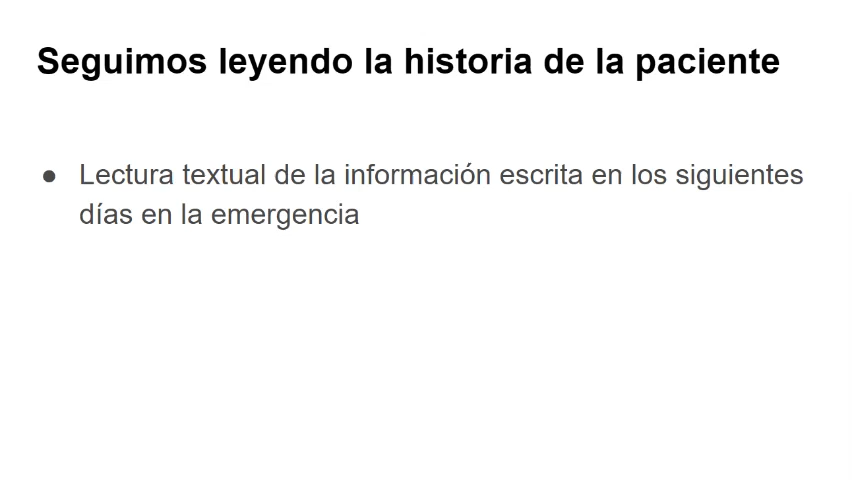 Seguimos leyendo la historia de la paciente
● Lectura textual de la información escrita en los siguientes
días en la emergencia